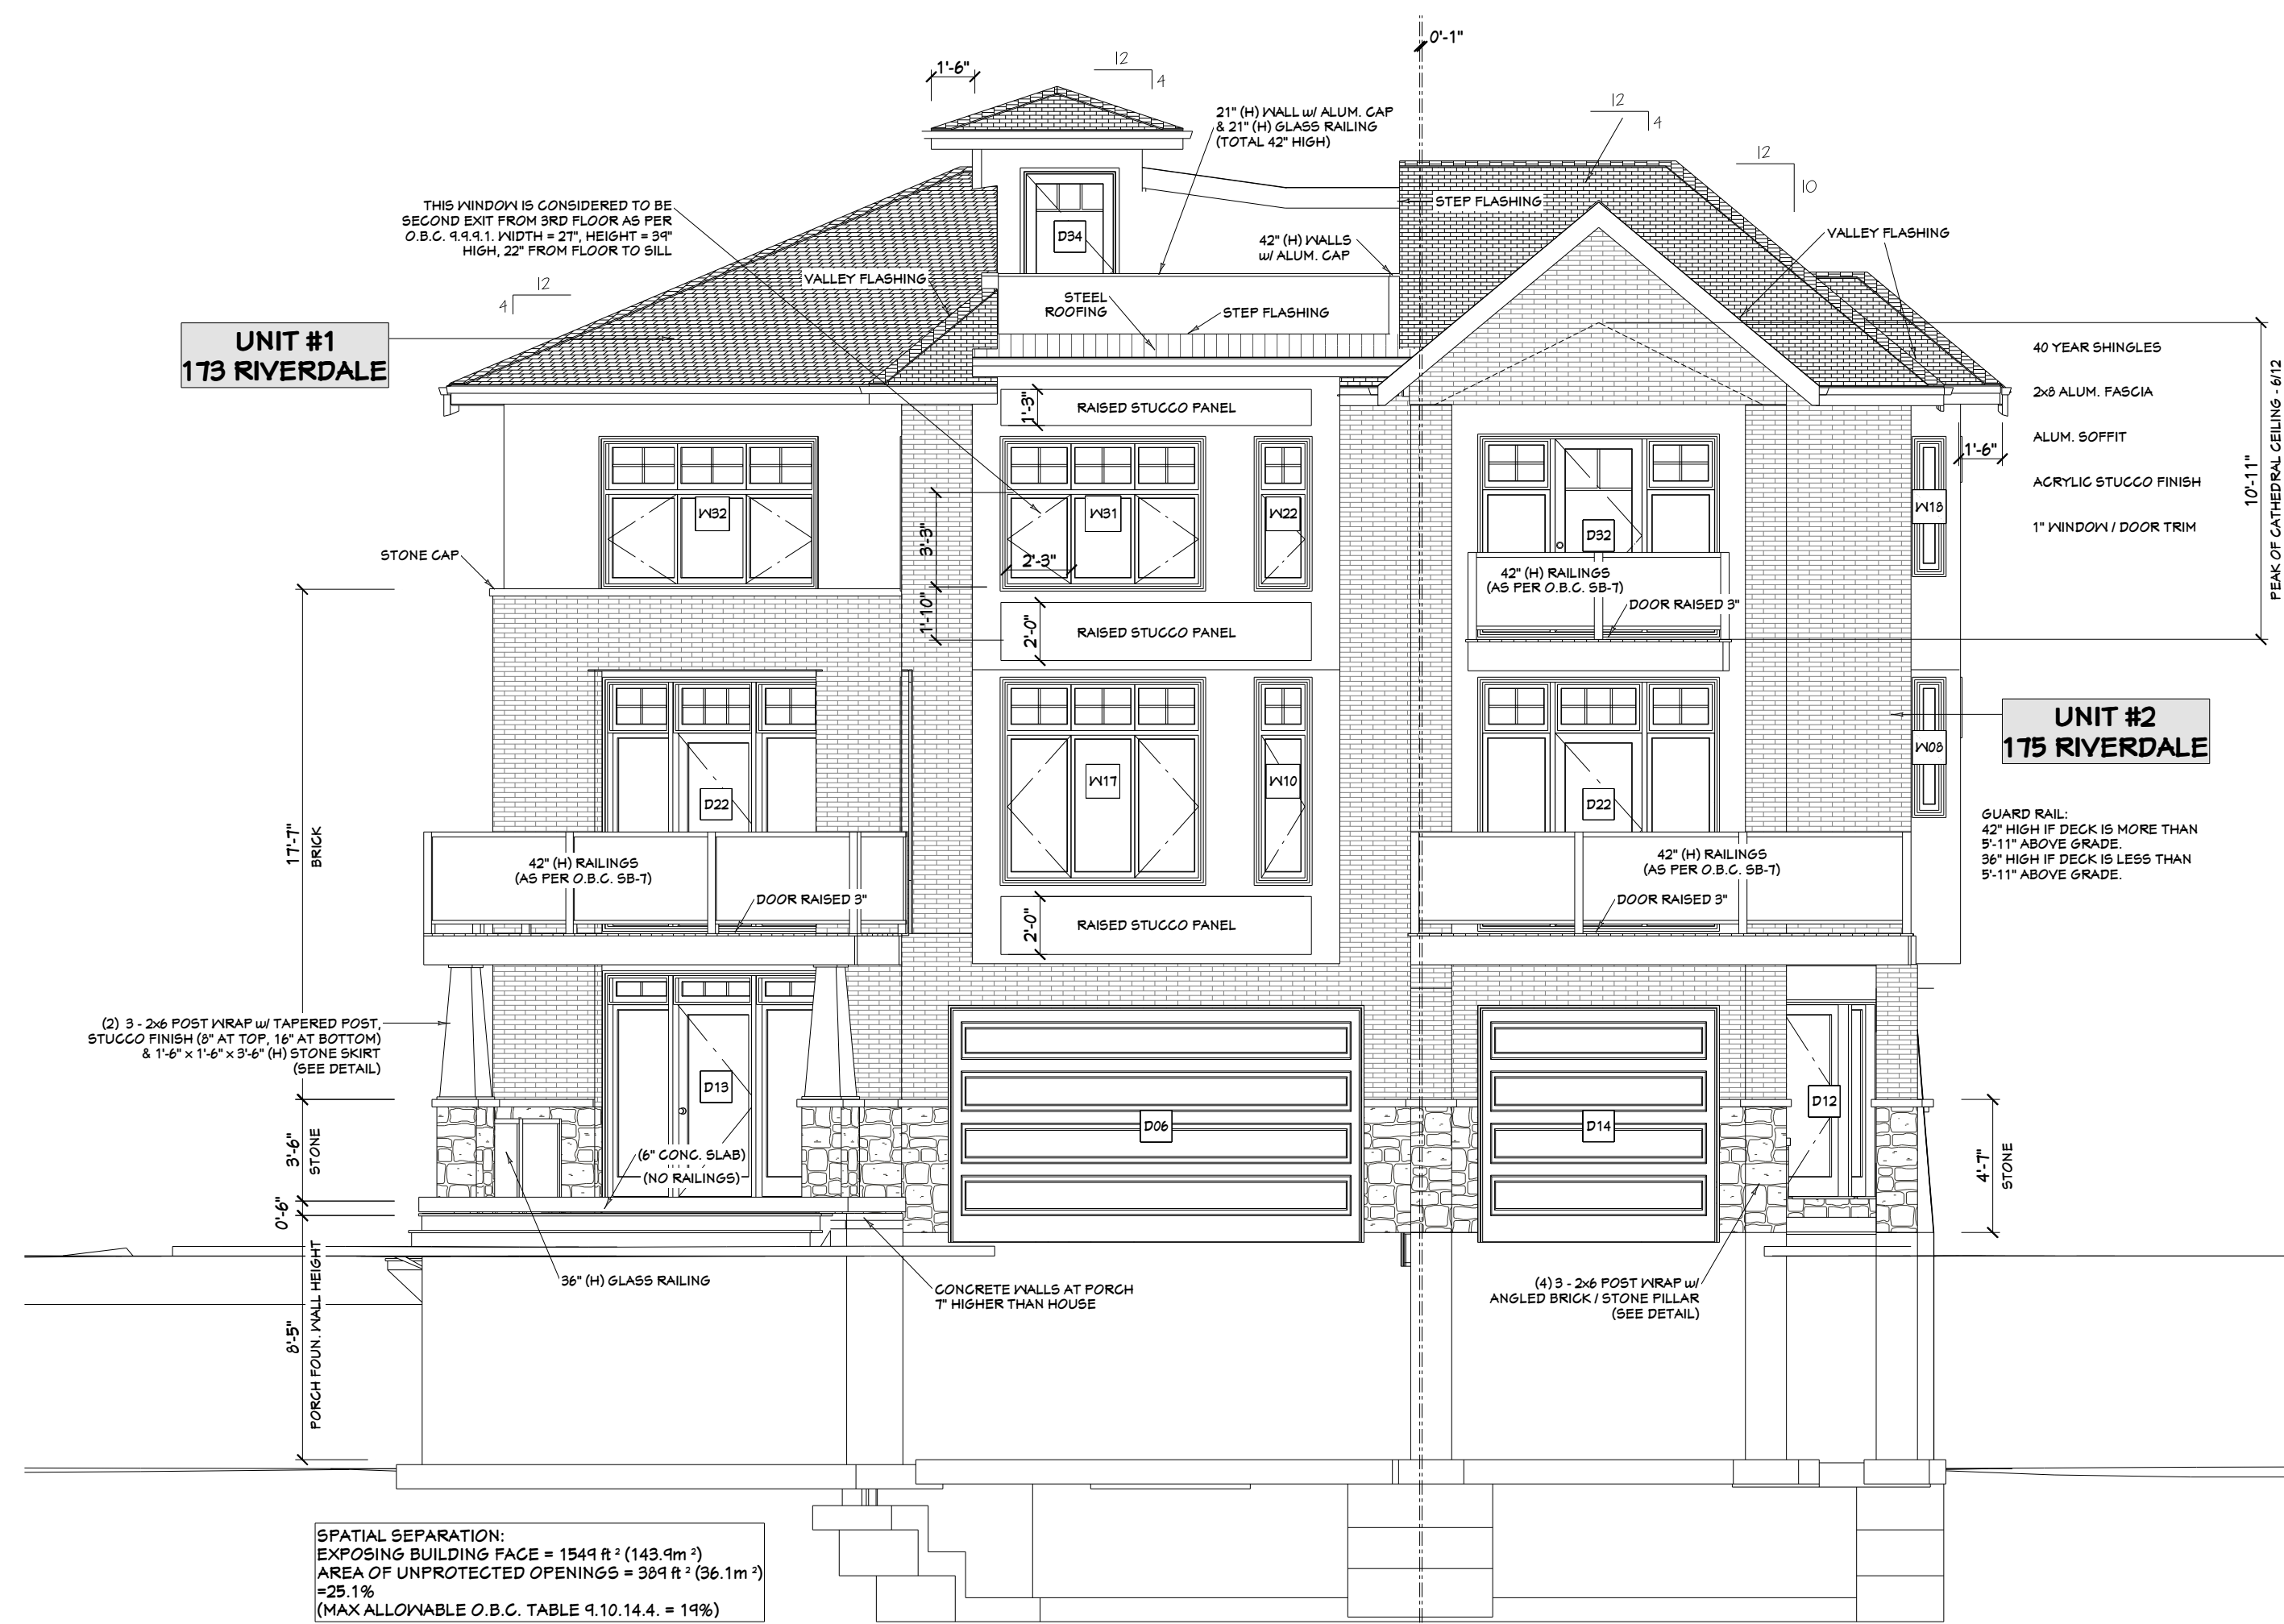 0'-1"
1'-6"
12
4
21" (H) WALL w/ ALUM. CAP
& 21" (H) GLASS RAILING
(TOTAL 42" HIGH)
12
4
12
10
THIS WINDOW IS CONSIDERED TO BE
SECOND EXIT FROM 3RD FLOOR AS PER
O.B.C. 9.9.9.1. WIDTH = 27", HEIGHT = 39"
HIGH, 22" FROM FLOOR TO SILL
STEP FLASHING
D34
42" (H) WALLS
w/ ALUM. CAP
VALLEY FLASHING
VALLEY FLASHING
12
4
STEEL
ROOFING
STEP FLASHING
UNIT #1
173 RIVERDALE
40 YEAR SHINGLES
2x8 ALUM. FASCIA
ALUM. SOFFIT
ACRYLIC STUCCO FINISH
1" WINDOW / DOOR TRIM
10'-11"
PEAK OF CATHEDRAL CEILING - 6/12
1'-3"
RAISED STUCCO PANEL
1'-6"
W32
W31
W22
D32
W18
STONE CAP
3'-3"
2'-3"
42" (H) RAILINGS
(AS PER O.B.C. SB-7)
DOOR RAISED 3"
1'-10"
2'-0"
RAISED STUCCO PANEL
UNIT #2
175 RIVERDALE
W17
W10
W08
D22
D22
GUARD RAIL:
42" HIGH IF DECK IS MORE THAN
5'-11" ABOVE GRADE.
36" HIGH IF DECK IS LESS THAN
5'-11" ABOVE GRADE.
17'-7"
BRICK
42" (H) RAILINGS
(AS PER O.B.C. SB-7)
DOOR RAISED 3"
42" (H) RAILINGS
(AS PER O.B.C. SB-7)
DOOR RAISED 3"
2'-0"
RAISED STUCCO PANEL
(2) 3 - 2x6 POST WRAP w/ TAPERED POST,
STUCCO FINISH (8" AT TOP, 16" AT BOTTOM)
& 1'-6" x 1'-6" x 3'-6" (H) STONE SKIRT
(SEE DETAIL)
D13
D06
D14
D12
3'-6"
STONE
(6" CONC. SLAB)
(NO RAILINGS)
4'-7"
STONE
0'-6"
8'-5"
PORCH FOUN. WALL HEIGHT
36" (H) GLASS RAILING
CONCRETE WALLS AT PORCH
7" HIGHER THAN HOUSE
(4) 3 - 2x6 POST WRAP w/
ANGLED BRICK / STONE PILLAR
(SEE DETAIL)
SPATIAL SEPARATION:
EXPOSING BUILDING FACE = 1549 ft ² (143.9m ²)
AREA OF UNPROTECTED OPENINGS = 389 ft ² (36.1m ²)
=25.1%
(MAX ALLOWABLE O.B.C. TABLE 9.10.14.4. = 19%)